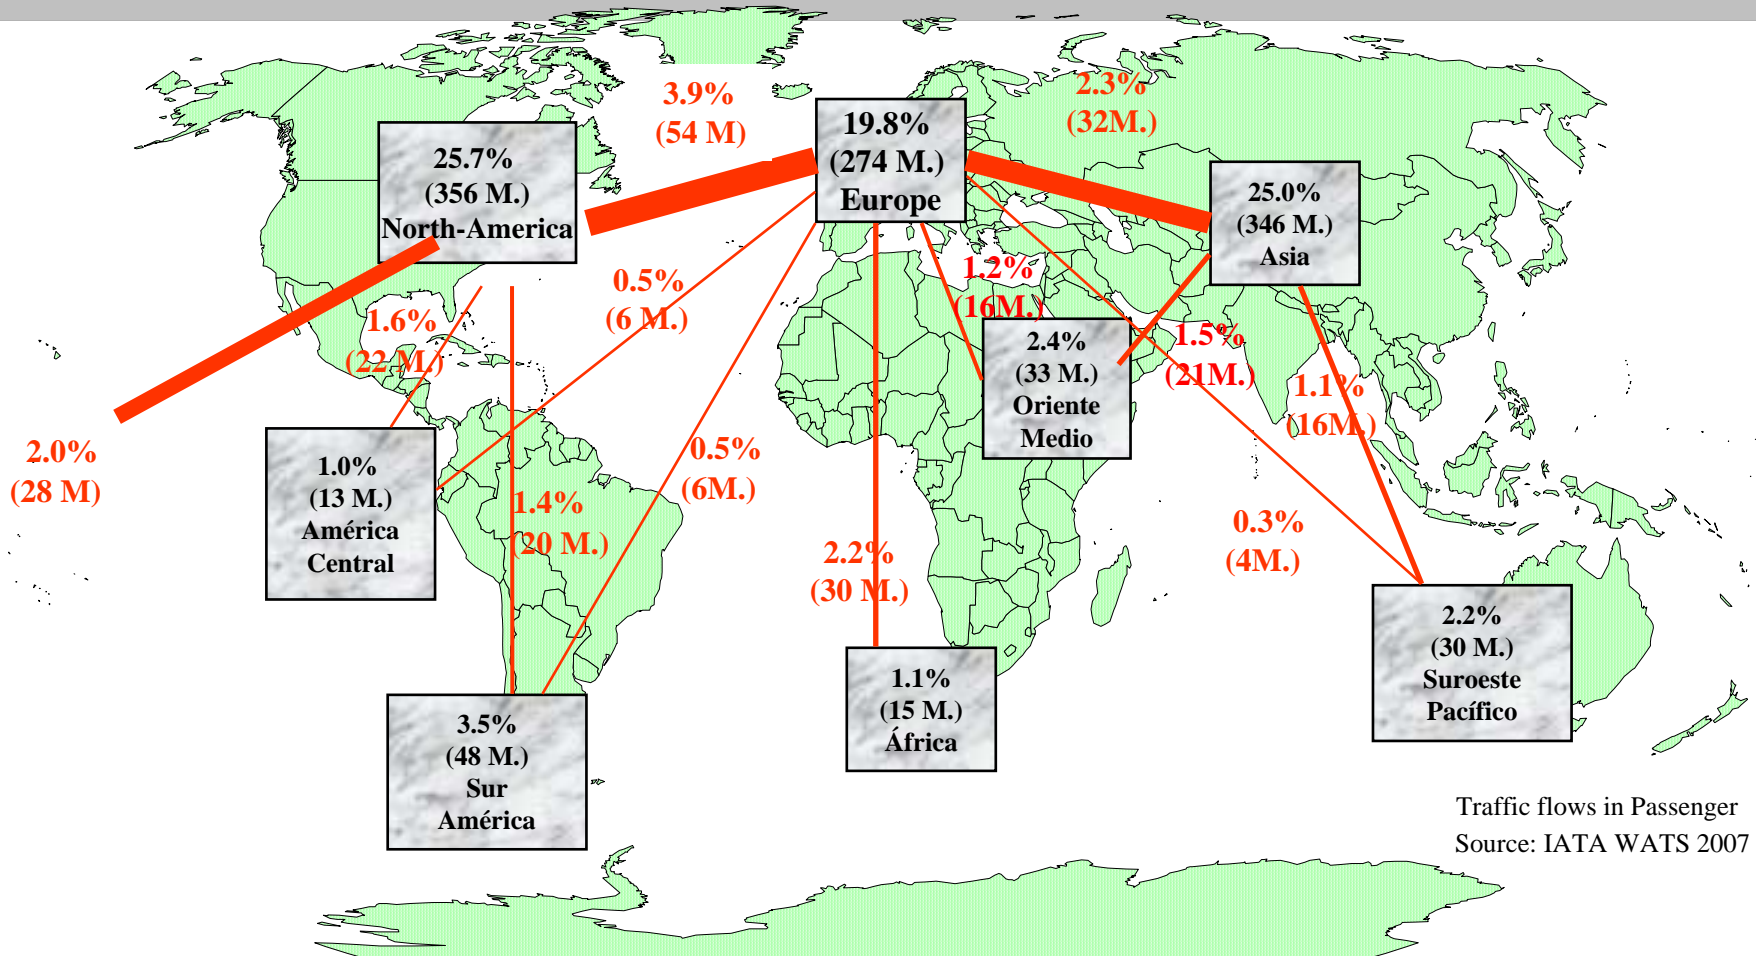 3.9%
(54 M)
2.3%
(32M.)
19.8%
(274 M.)
Europe
25.7%
(356 M.)
North-America
25.0%
(346 M.)
Asia
0.5%
(6 M.)
1.2%
(16M.)
1.6%
(22 M.)
2.4%
(33 M.)
Oriente
Medio
1.5%
(21M.)
1.1%
(16M.)
2.0%
(28 M)
1.0%
(13 M.)
América
Central
0.5%
(6M.)
1.4%
(20 M.)
2.2%
(30 M.)
0.3%
(4M.)
2.2%
(30 M.)
Suroeste
Pacífico
1.1%
(15 M.)
África
3.5%
(48 M.)
Sur
América
Traffic flows in Passenger
Source: IATA WATS 2007